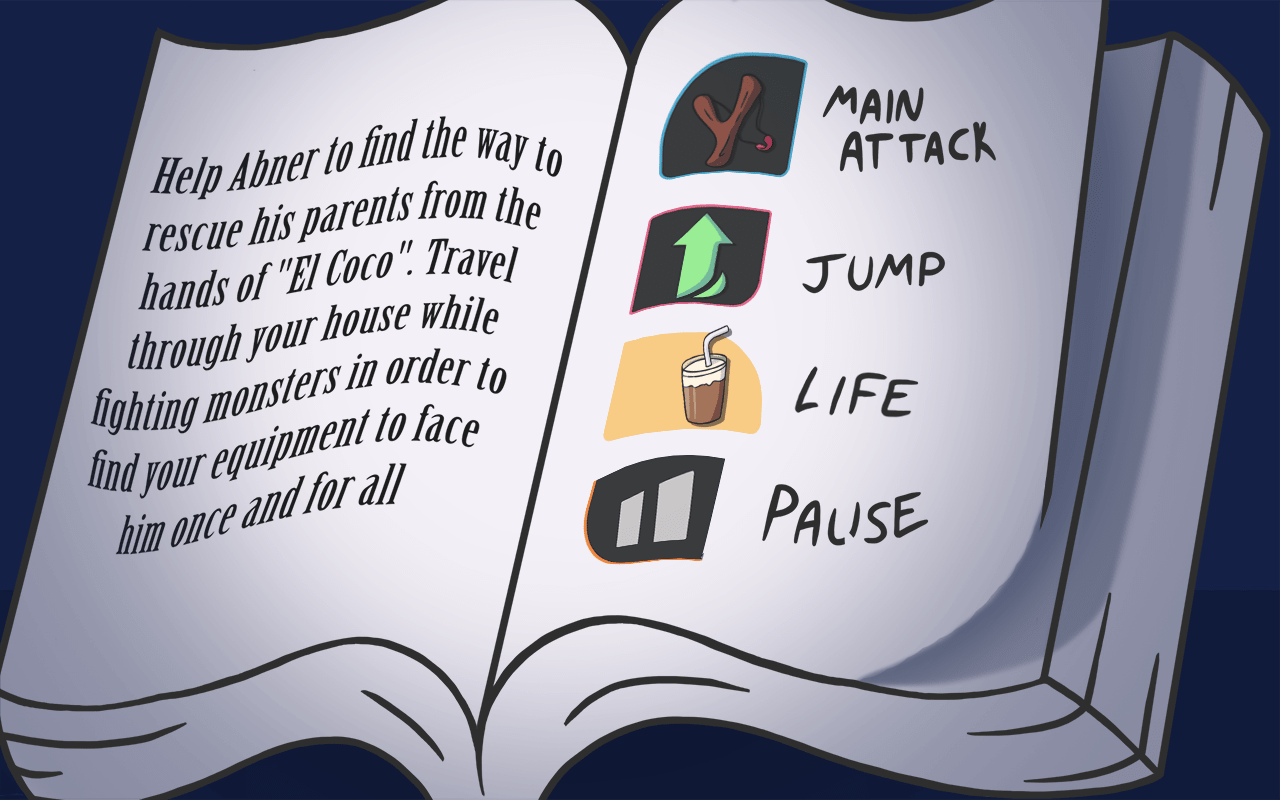 Help Abner to find the way to
rescue his parents from the
hands of "El Coco". Travel
through your house while
fighting monsters in order to
find your equipment to face
him once and for all
MAIN
ATTACK
JUMP
LIFE
PAUSE